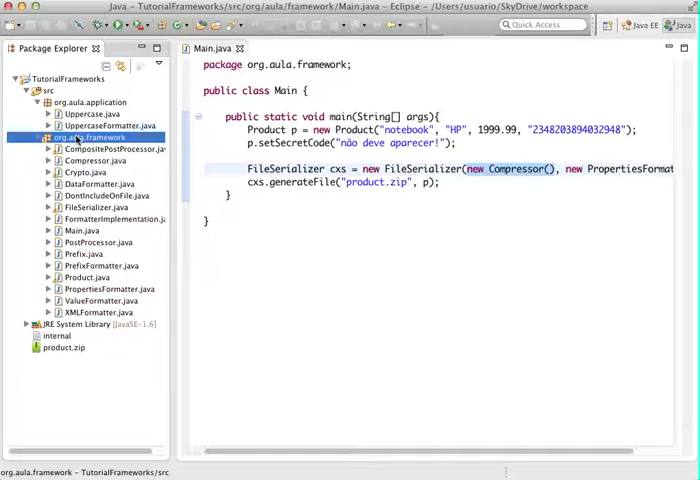 Java - TutorialFrameworks/src/org/aula/framework/Main.java - Eclipse - /Users/usuario/SkyDrive/workspace
Quick Access
Java EE
Java
Package Explorer
Main.java
TutorialFrameworks
src
org.aula.application
Uppercase.java
UppercaseFormatter.java
org.aula.framework
CompositePostProcessor.jav
Compressor.java
Crypto.java
DataFormatter.java
DontIncludeOnFile.java
FileSerializer.java
FormatterImplementation.j
Main.java
PostProcessor.java
Prefix.java
PrefixFormatter.java
Product.java
PropertiesFormatter.java
ValueFormatter.java
XMLFormatter.java
JRE System Library [JavaSE-1.6]
internal
product.zip
package org.aula.framework;
public class Main {
public static void main(String[] args){
Product p = new Product("notebook", "HP", 1999.99, "2348203894032948");
p.setSecretCode("não deve aparecer!");
FileSerializer cxs = new FileSerializer(new Compressor(), new PropertiesFormat
cxs.generateFile("product.zip", p);
}
}
org.aula.framework - TutorialFrameworks/src